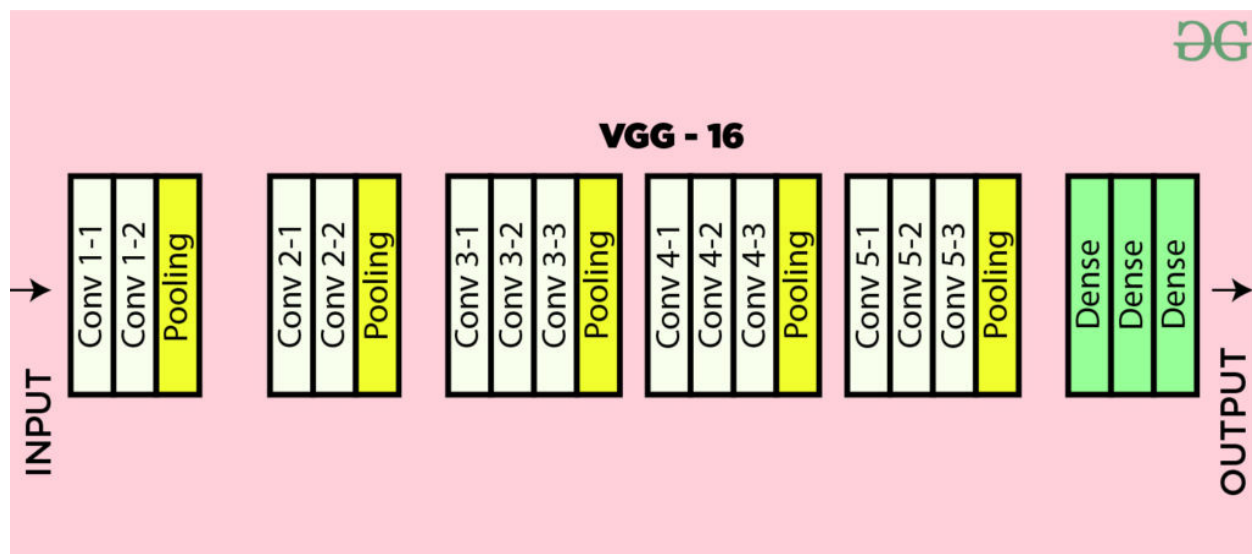 VGG - 16
INPUT
Conv 1-1
Conv 1-2
Pooling
Conv 2-1
Conv 2-2
Pooling
Conv 3-1
Conv 3-2
Conv 3-3
Pooling
Conv 4-1
Conv 4-2
Conv 4-3
Pooling
Conv 5-1
Conv 5-2
Conv 5-3
Pooling
Dense
Dense
Dense
OUTPUT